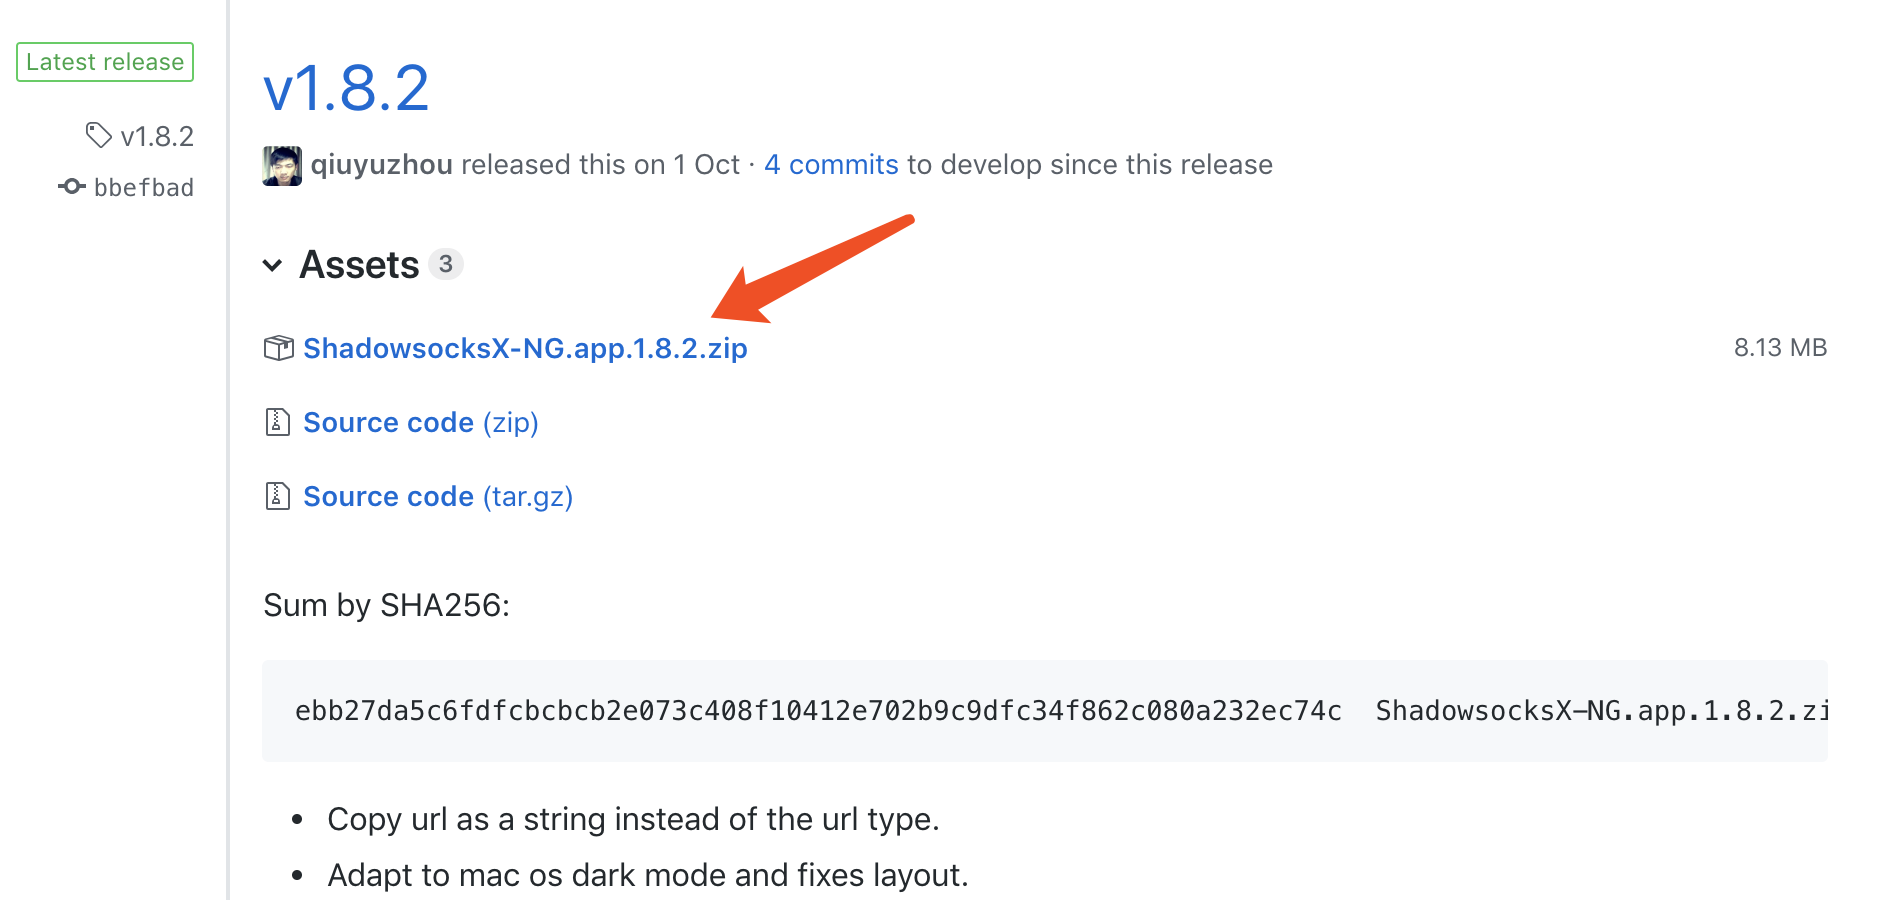 Latest release
v1.8.2
bbefbad
v1.8.2
qiuyuzhou released this on 1 Oct · 4 commits to develop since this release
Assets 3
ShadowsocksX-NG.app.1.8.2.zip 8.13 MB
Source code (zip)
Source code (tar.gz)
Sum by SHA256:
ebb27da5c6fdfcbcbcb2e073c408f10412e702b9c9dfc34f862c080a232ec74c ShadowsocksX-NG.app.1.8.2.zi
• Copy url as a string instead of the url type.
• Adapt to mac os dark mode and fixes layout.